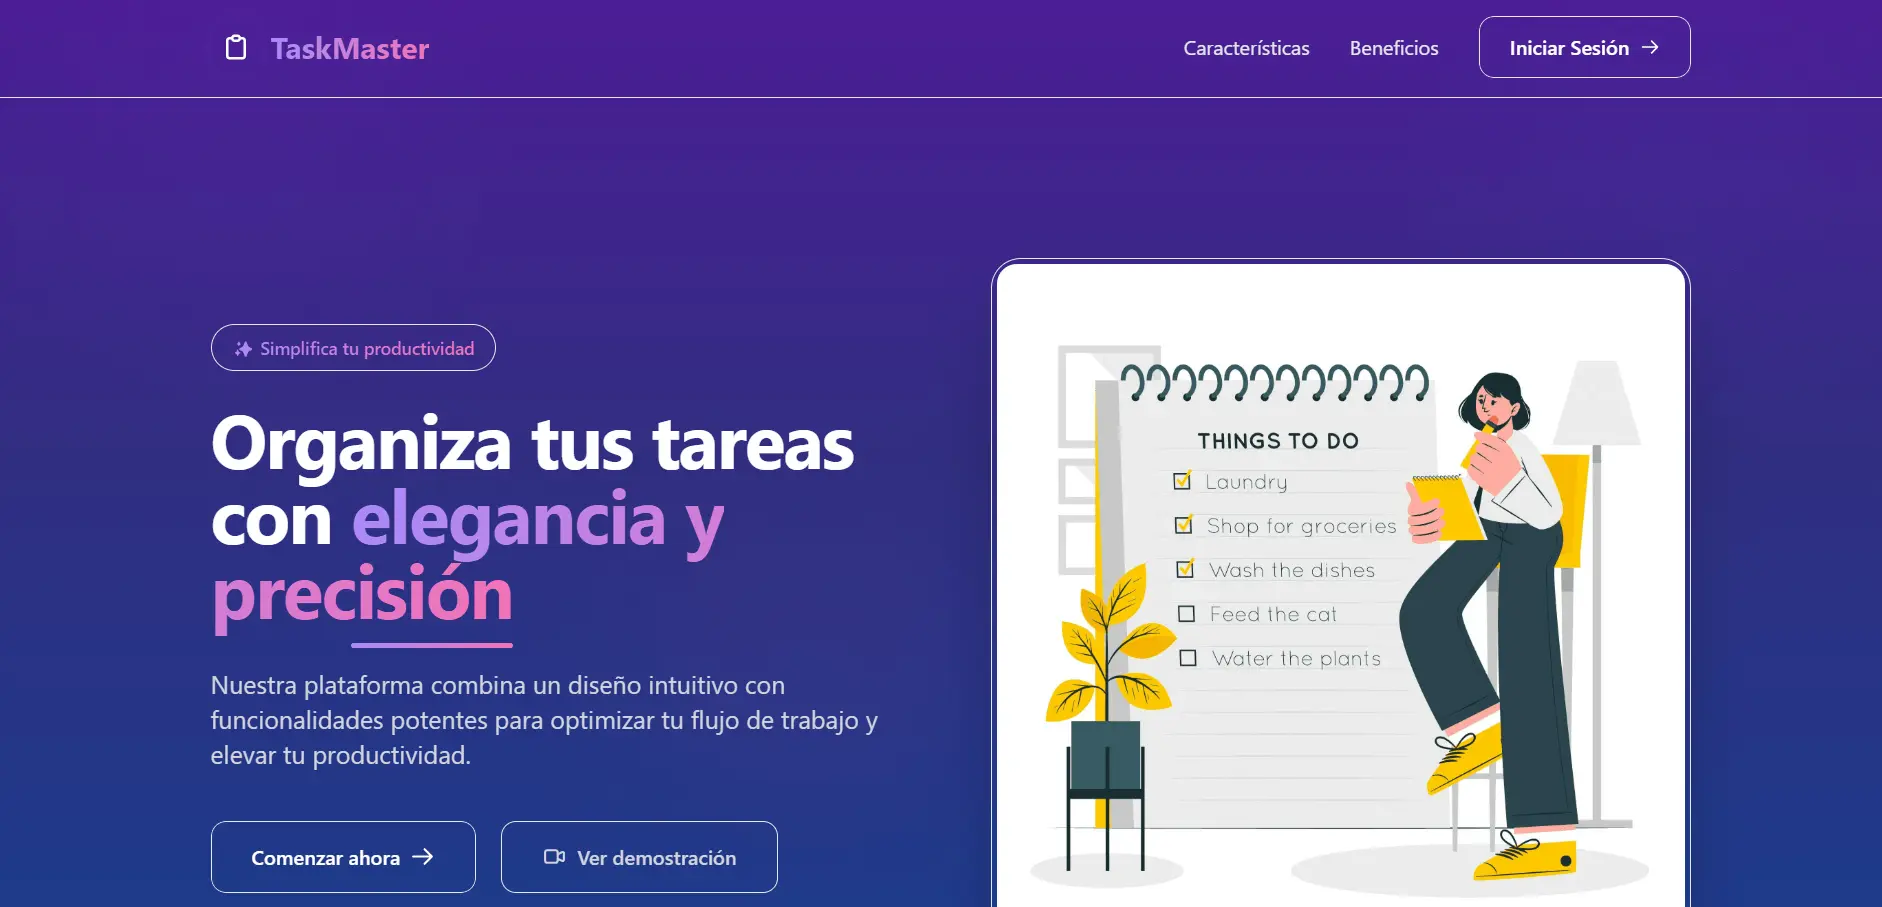 TaskMaster
Características
Beneficios
Iniciar Sesión
Simplifica tu productividad
Organiza tus tareas
con elegancia y
precisión
Nuestra plataforma combina un diseño intuitivo con
funcionalidades potentes para optimizar tu flujo de trabajo y
elevar tu productividad.
Comenzar ahora
Ver demostración
THINGS TO DO
Laundry
Shop for groceries
Wash the dishes
Feed the cat
Water the plants